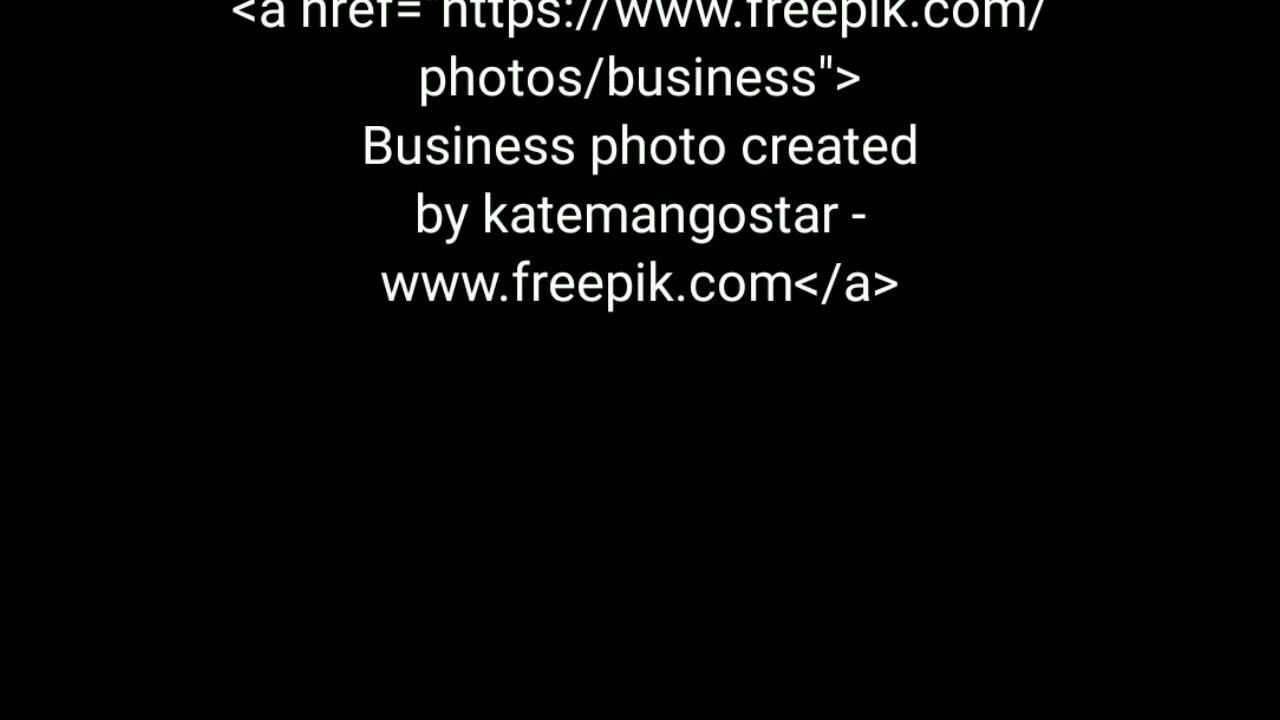 <a href="https://www.freepik.com/
photos/business">
Business photo created
by katemangostar -
www.freepik.com</a>